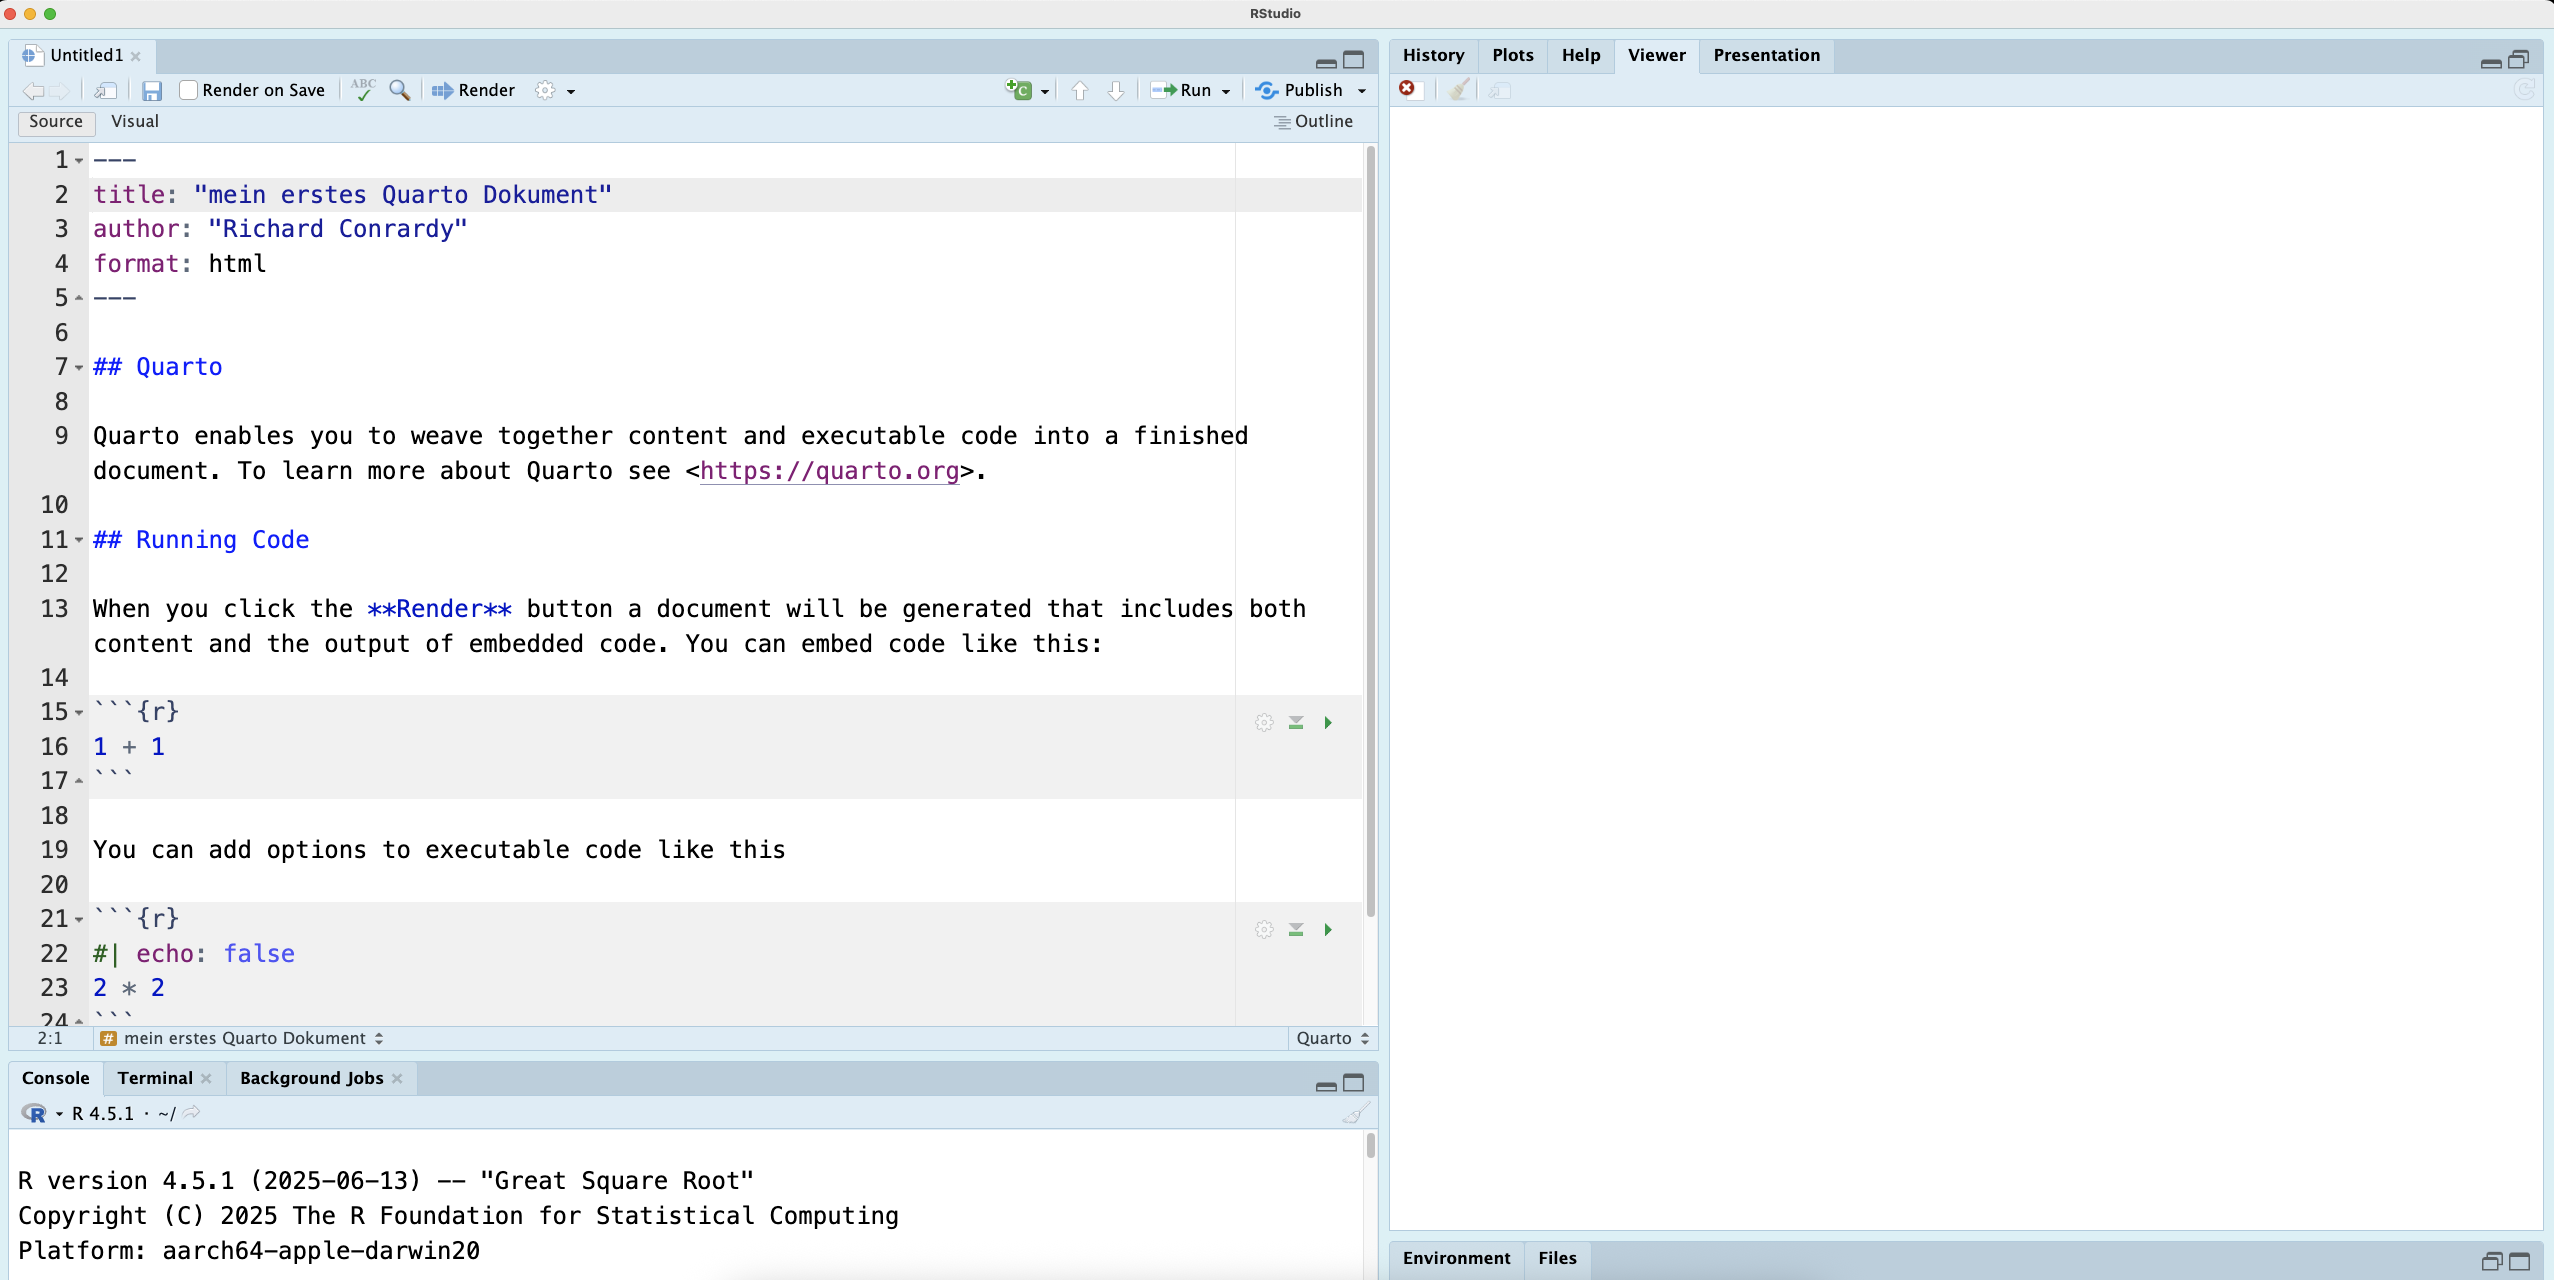 RStudio
Untitled1
Render on Save
ABC
Render
C
Run
Publish
Source
Visual
Outline
1 ---
2 title: "mein erstes Quarto Dokument"
3 author: "Richard Conrardy"
4 format: html
5 ---
6
7 ## Quarto
8
9 Quarto enables you to weave together content and executable code into a finished
document. To learn more about Quarto see <https://quarto.org>.
10
11 ## Running Code
12
13 When you click the **Render** button a document will be generated that includes both
content and the output of embedded code. You can embed code like this:
14
15 ```{r}
16 1 + 1
17 ```
18
19 You can add options to executable code like this
20
21 ```{r}
22 #| echo: false
23 2 * 2
24 ```
2:1
# mein erstes Quarto Dokument
Quarto
Console
Terminal
Background Jobs
R
R 4.5.1 · ~/
R version 4.5.1 (2025-06-13) -- "Great Square Root"
Copyright (C) 2025 The R Foundation for Statistical Computing
Platform: aarch64-apple-darwin20
History
Plots
Help
Viewer
Presentation
Environment
Files